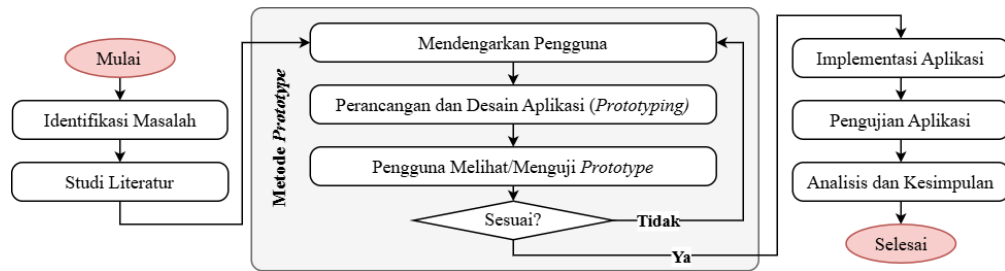 Mulai
Identifikasi Masalah
Studi Literatur
Metode Prototype
Mendengarkan Pengguna
Perancangan dan Desain Aplikasi (Prototyping)
Pengguna Melihat/Menguji Prototype
Sesuai?
Tidak
Ya
Implementasi Aplikasi
Pengujian Aplikasi
Analisis dan Kesimpulan
Selesai